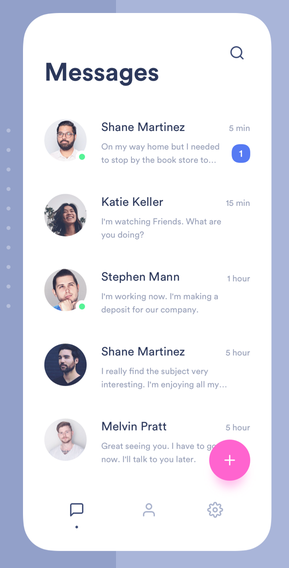 Messages
Shane Martinez
5 min
On my way home but I needed
to stop by the book store to...
1
Katie Keller
15 min
I'm watching Friends. What are
you doing?
Stephen Mann
1 hour
I'm working now. I'm making a
deposit for our company.
Shane Martinez
5 hour
I really find the subject very
interesting. I'm enjoying all my...
Melvin Pratt
5 hour
Great seeing you. I have to go
now. I'll talk to you later.
+